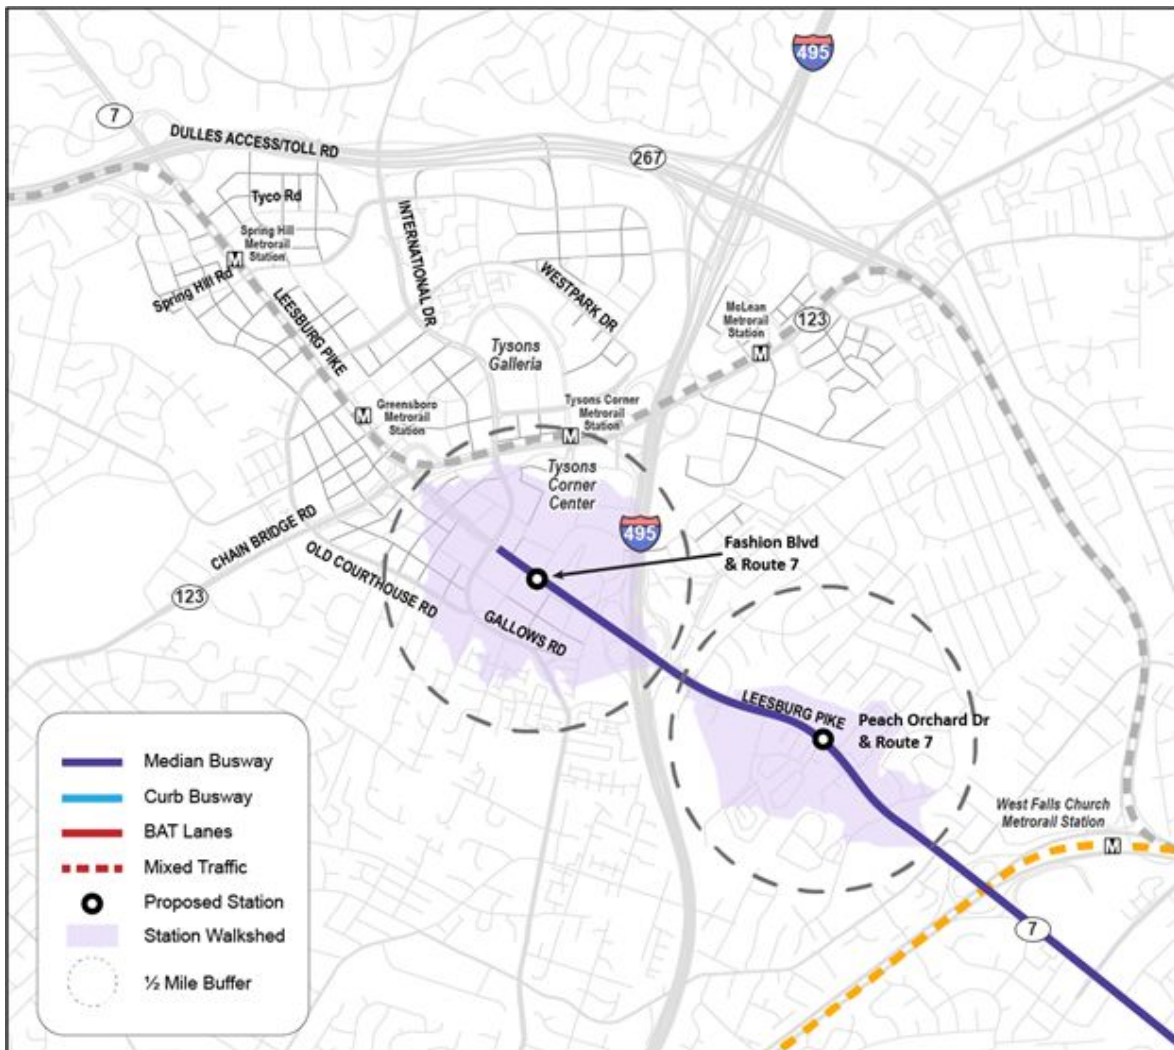 495
7
DULLES ACCESS/TOLL RD
267
Tyco Rd
Spring Hill
Metrorail
Station
M
Spring Hill Rd
INTERNATIONAL DR
WESTPARK DR
LEESBURG PIKE
McLean
Metrorail
Station
123
M
Tysons
Galleria
Greensboro
Metrorail
Station
M
Tysons Corner
Metrorail
Station
M
Tysons
Corner
Center
495
CHAIN BRIDGE RD
OLD COURTHOUSE RD
123
GALLOWS RD
Fashion Blvd
& Route 7
LEESBURG PIKE
Peach Orchard Dr
& Route 7
West Falls Church
Metrorail Station
M
7
Median Busway
Curb Busway
BAT Lanes
Mixed Traffic
Proposed Station
Station Walkshed
½ Mile Buffer